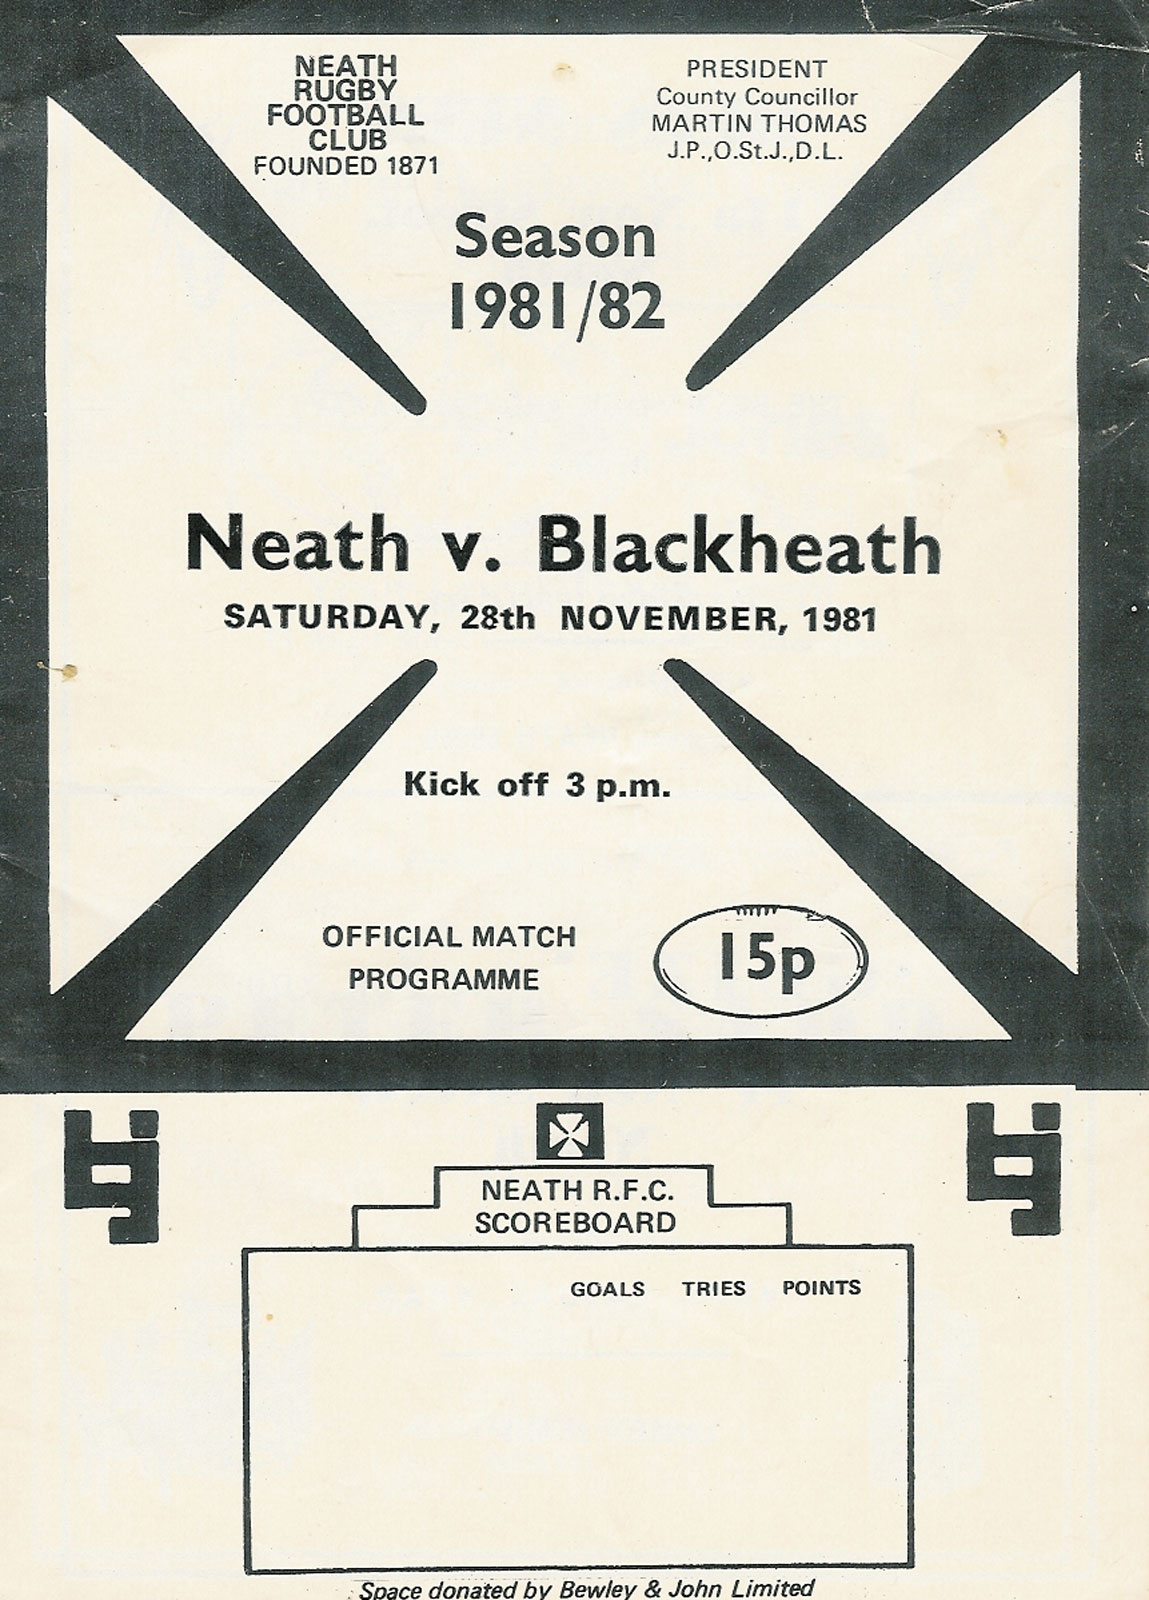 NEATH
RUGBY
FOOTBALL
CLUB
FOUNDED 1871
PRESIDENT
County Councillor
MARTIN THOMAS
J.P.,O.St.J.,D.L.
Season
1981/82
Neath v. Blackheath
SATURDAY, 28th NOVEMBER, 1981
Kick off 3 p.m.
OFFICIAL MATCH
PROGRAMME
15p
bj
bj
NEATH R.F.C.
SCOREBOARD
GOALS TRIES POINTS
Space donated by Bewley & John Limited